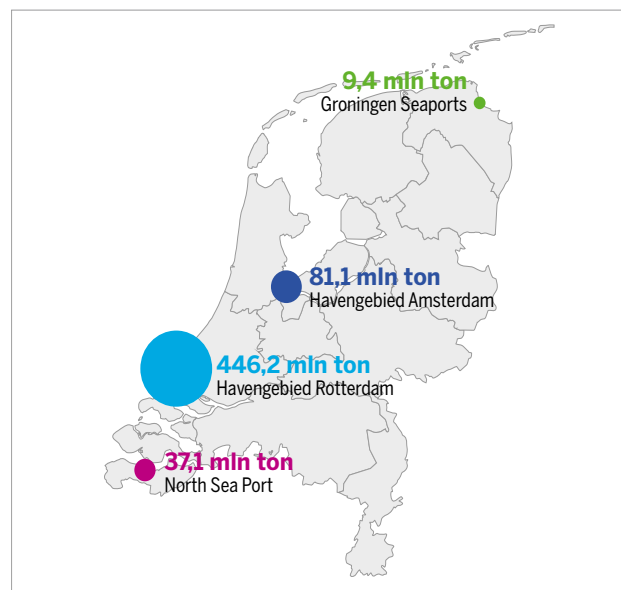 9,4 mln ton
Groningen Seaports
81,1 mln ton
Havengebied Amsterdam
446,2 mln ton
Havengebied Rotterdam
37,1 mln ton
North Sea Port